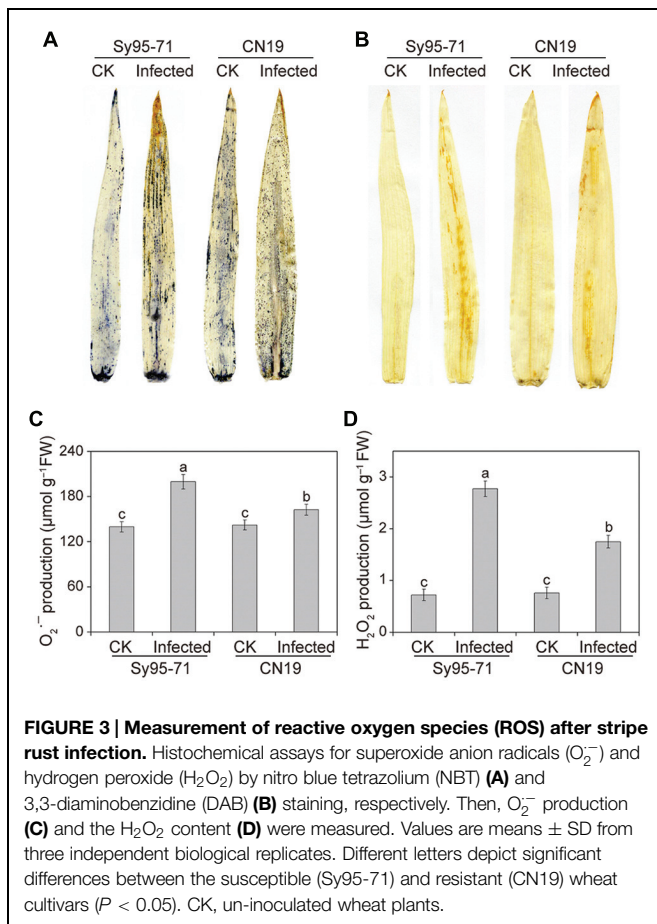 A
Sy95-71 CN19
CK Infected CK Infected
B
Sy95-71 CN19
CK Infected CK Infected
C
O₂·⁻ production (µmol g⁻¹FW)
240
180
120
60
0
c
a
c
b
CK Infected CK Infected
Sy95-71 CN19
D
H₂O₂ production (µmol g⁻¹FW)
3
2
1
0
c
a
c
b
CK Infected CK Infected
Sy95-71 CN19
FIGURE 3 | Measurement of reactive oxygen species (ROS) after stripe
rust infection. Histochemical assays for superoxide anion radicals (O₂·⁻) and
hydrogen peroxide (H₂O₂) by nitro blue tetrazolium (NBT) (A) and
3,3-diaminobenzidine (DAB) (B) staining, respectively. Then, O₂·⁻ production
(C) and the H₂O₂ content (D) were measured. Values are means ± SD from
three independent biological replicates. Different letters depict significant
differences between the susceptible (Sy95-71) and resistant (CN19) wheat
cultivars (P < 0.05). CK, un-inoculated wheat plants.